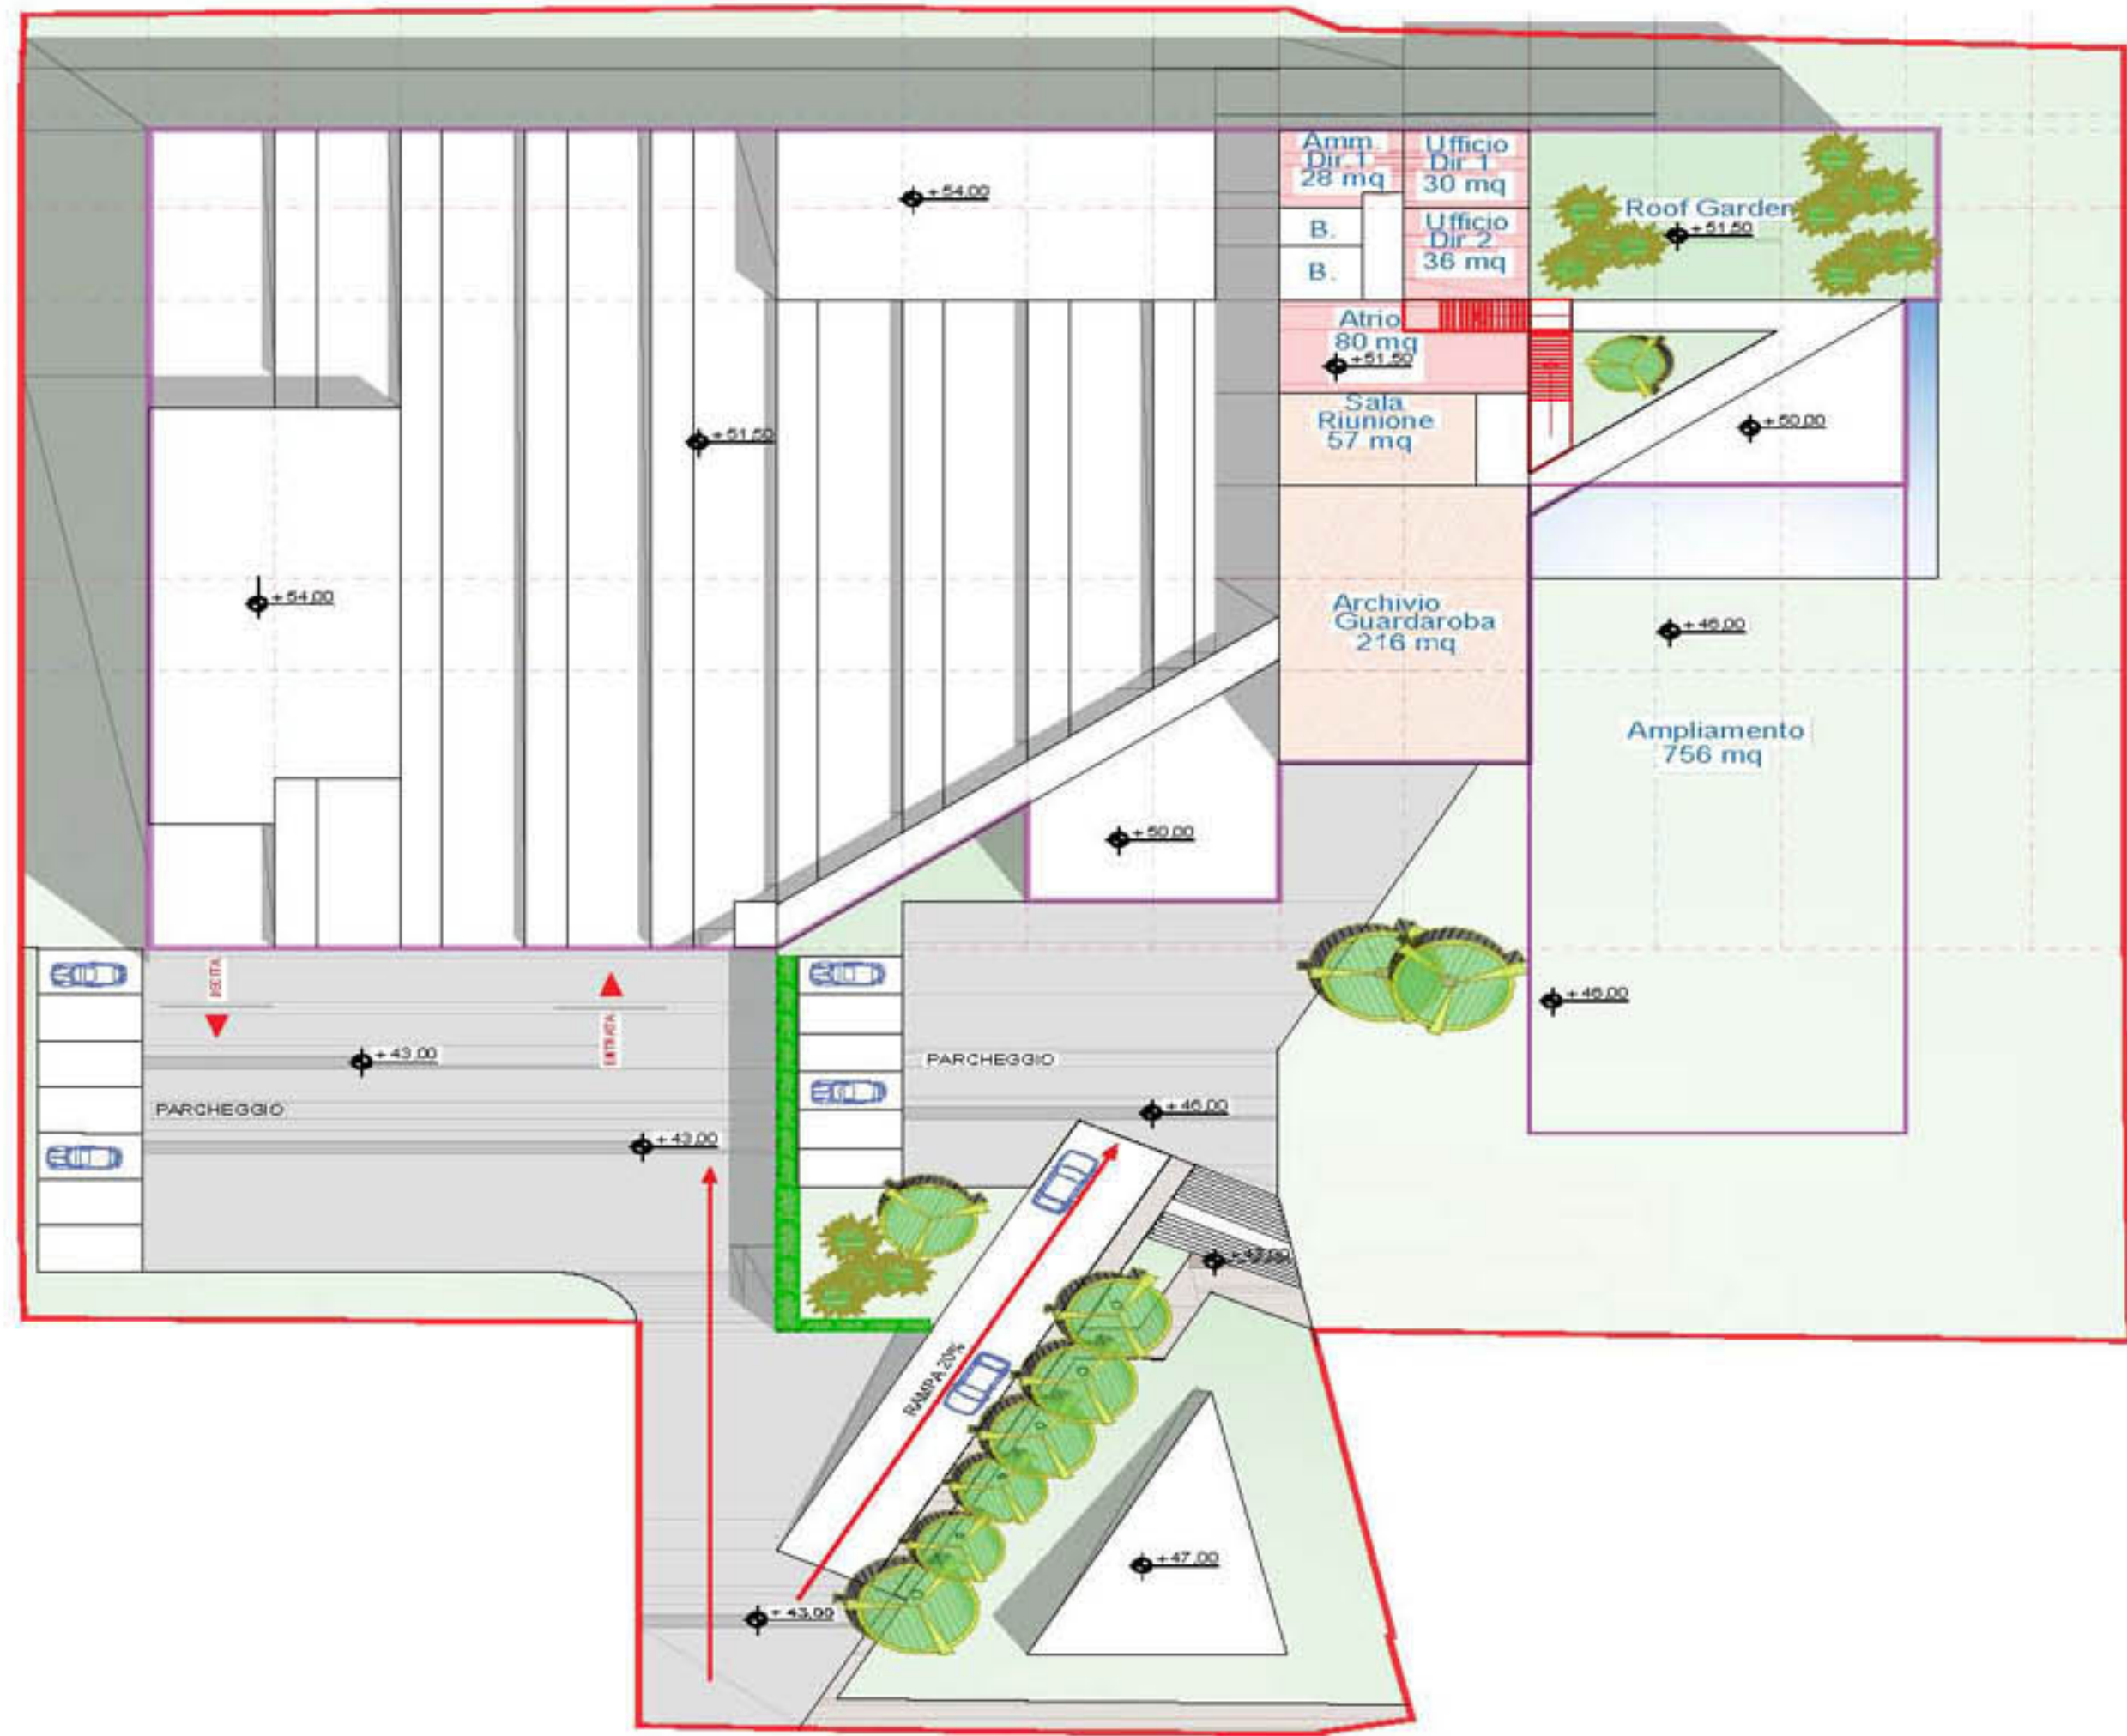 Amm.
Dir.1
28 mq
Ufficio
Dir 1
30 mq
+54,00
B.
Ufficio
Dir 2
36 mq
Roof Garden
+51,50
B.
Atrio
80 mq
+51,50
Sala
Riunione
57 mq
+50,00
+51,50
+54,00
Archivio
Guardaroba
216 mq
+46,00
Ampliamento
756 mq
+50,00
ENTRATA
+46,00
+43,00
PARCHEGGIO
PARCHEGGIO
+46,00
+43,00
RAMPA 20%
+47,00
+43,00